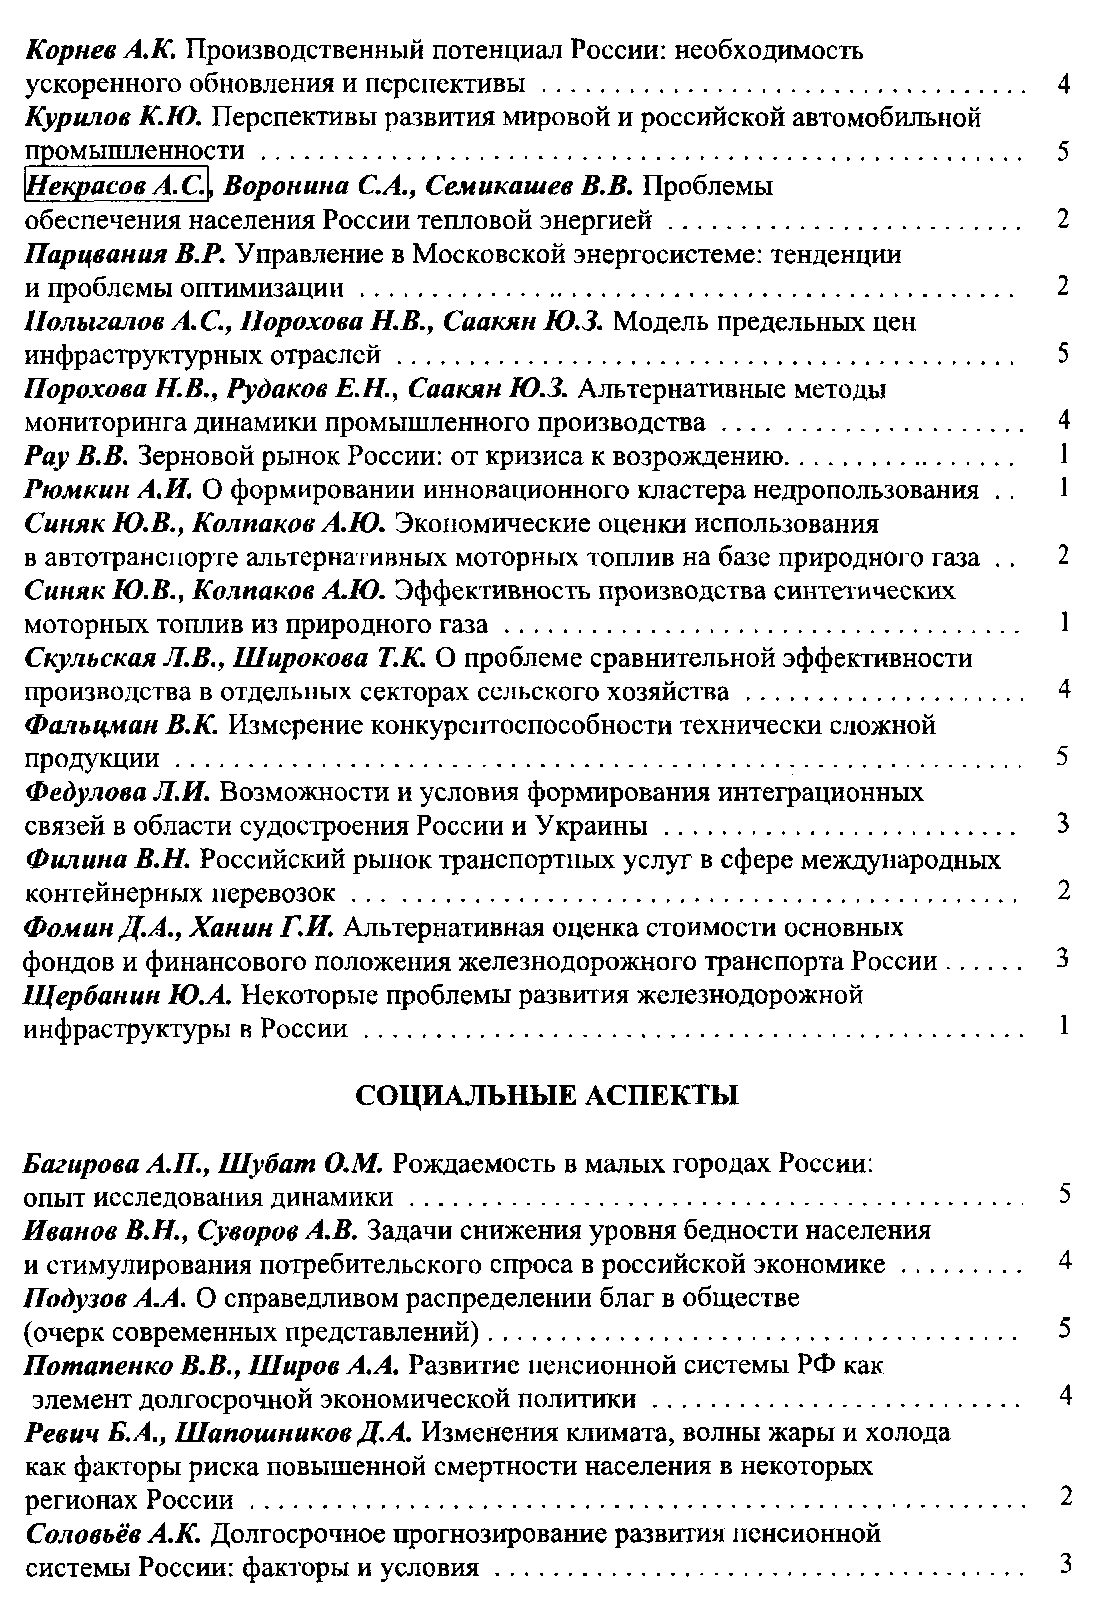 Корнев А.К. Производственный потенциал России: необходимость
ускоренного обновления и перспективы . . . . . . . . . . . . . . . . . . . . . . . . . . . . . . . . . 4
Курилов К.Ю. Перспективы развития мировой и российской автомобильной
промышленности . . . . . . . . . . . . . . . . . . . . . . . . . . . . . . . . . . . . . . . . . . . . . . . . . . . 5
Некрасов А.С., Воронина С.А., Семикашев В.В. Проблемы
обеспечения населения России тепловой энергией . . . . . . . . . . . . . . . . . . . . . . . . 2
Парцвания В.Р. Управление в Московской энергосистеме: тенденции
и проблемы оптимизации . . . . . . . . . . . . . . . . . . . . . . . . . . . . . . . . . . . . . . . . . . . . 2
Полыгалов А.С., Порохова Н.В., Саакян Ю.З. Модель предельных цен
инфраструктурных отраслей . . . . . . . . . . . . . . . . . . . . . . . . . . . . . . . . . . . . . . . . . . 5
Порохова Н.В., Рудаков Е.Н., Саакян Ю.З. Альтернативные методы
мониторинга динамики промышленного производства . . . . . . . . . . . . . . . . . . . . . 4
Рау В.В. Зерновой рынок России: от кризиса к возрождению. . . . . . . . . . . . . . . . 1
Рюмкин А.И. О формировании инновационного кластера недропользования . . 1
Синяк Ю.В., Колпаков А.Ю. Экономические оценки использования
в автотранспорте альтернативных моторных топлив на базе природного газа . . 2
Синяк Ю.В., Колпаков А.Ю. Эффективность производства синтетических
моторных топлив из природного газа . . . . . . . . . . . . . . . . . . . . . . . . . . . . . . . . . . . 1
Скульская Л.В., Широкова Т.К. О проблеме сравнительной эффективности
производства в отдельных секторах сельского хозяйства . . . . . . . . . . . . . . . . . . . 4
Фальцман В.К. Измерение конкурентоспособности технически сложной
продукции . . . . . . . . . . . . . . . . . . . . . . . . . . . . . . . . . . . . . . . . . . . . . . . . . . . . . . . . . 5
Федулова Л.И. Возможности и условия формирования интеграционных
связей в области судостроения России и Украины . . . . . . . . . . . . . . . . . . . . . . . . 3
Филина В.Н. Российский рынок транспортных услуг в сфере международных
контейнерных перевозок . . . . . . . . . . . . . . . . . . . . . . . . . . . . . . . . . . . . . . . . . . . . . 2
Фомин Д.А., Ханин Г.И. Альтернативная оценка стоимости основных
фондов и финансового положения железнодорожного транспорта России . . . . . . 3
Щербанин Ю.А. Некоторые проблемы развития железнодорожной
инфраструктуры в России . . . . . . . . . . . . . . . . . . . . . . . . . . . . . . . . . . . . . . . . . . . . 1
СОЦИАЛЬНЫЕ АСПЕКТЫ
Багирова А.П., Шубат О.М. Рождаемость в малых городах России:
опыт исследования динамики . . . . . . . . . . . . . . . . . . . . . . . . . . . . . . . . . . . . . . . . . 5
Иванов В.Н., Суворов А.В. Задачи снижения уровня бедности населения
и стимулирования потребительского спроса в российской экономике . . . . . . . . . 4
Подузов А.А. О справедливом распределении благ в обществе
(очерк современных представлений) . . . . . . . . . . . . . . . . . . . . . . . . . . . . . . . . . . . . 5
Потапенко В.В., Широв А.А. Развитие пенсионной системы РФ как
элемент долгосрочной экономической политики . . . . . . . . . . . . . . . . . . . . . . . . . 4
Ревич Б.А., Шапошников Д.А. Изменения климата, волны жары и холода
как факторы риска повышенной смертности населения в некоторых
регионах России . . . . . . . . . . . . . . . . . . . . . . . . . . . . . . . . . . . . . . . . . . . . . . . . . . . . 2
Соловьёв А.К. Долгосрочное прогнозирование развития пенсионной
системы России: факторы и условия . . . . . . . . . . . . . . . . . . . . . . . . . . . . . . . . . . . . 3